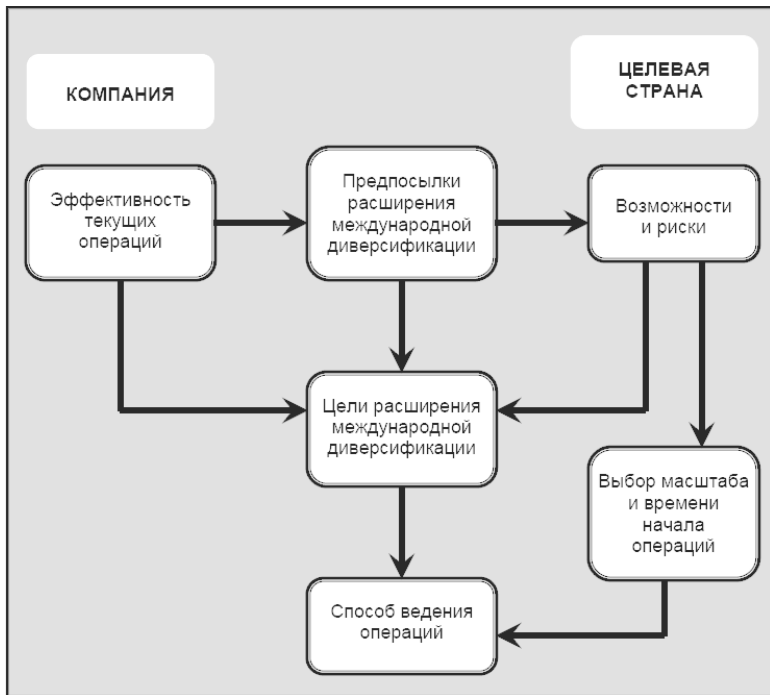 КОМПАНИЯ
ЦЕЛЕВАЯ
СТРАНА
Эффективность
текущих
операций
Предпосылки
расширения
международной
диверсификации
Возможности
и риски
Цели расширения
международной
диверсификации
Выбор масштаба
и времени
начала
операций
Способ ведения
операций